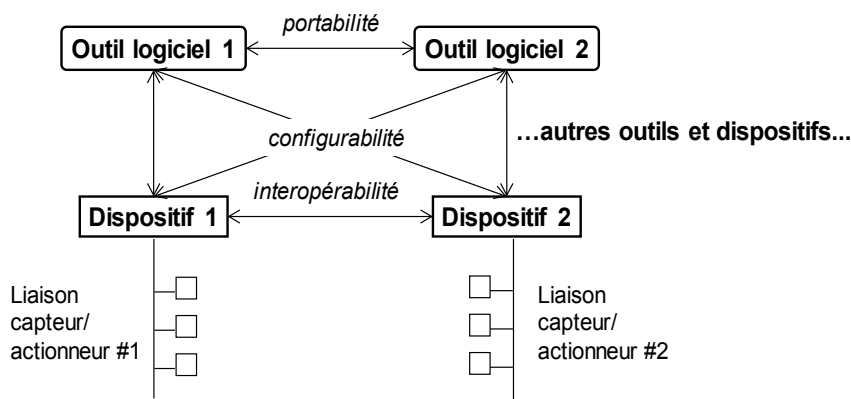 portabilité
Outil logiciel 1
Outil logiciel 2
configurabilité
…autres outils et dispositifs...
interopérabilité
Dispositif 1
Dispositif 2
Liaison
capteur/
actionneur #1
Liaison
capteur/
actionneur #2